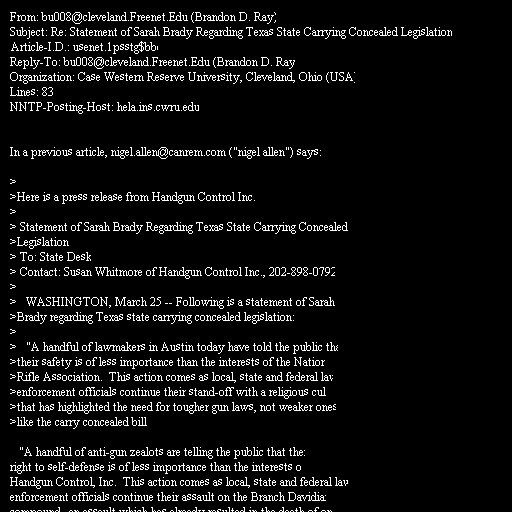 From: bu008@cleveland.Freenet.Edu (Brandon D. Ray)
Subject: Re: Statement of Sarah Brady Regarding Texas State Carrying Concealed Legislation
Article-I.D.: usenet.1psstg$bb
Reply-To: bu008@cleveland.Freenet.Edu (Brandon D. Ray
Organization: Case Western Reserve University, Cleveland, Ohio (USA)
Lines: 83
NNTP-Posting-Host: hela.ins.cwru.edu
In a previous article, nigel.allen@canrem.com ("nigel allen") says:
>
>Here is a press release from Handgun Control Inc.
>
> Statement of Sarah Brady Regarding Texas State Carrying Concealed
>Legislation
> To: State Desk
> Contact: Susan Whitmore of Handgun Control Inc., 202-898-0792
>
> WASHINGTON, March 25 -- Following is a statement of Sarah
>Brady regarding Texas state carrying concealed legislation:
>
> "A handful of lawmakers in Austin today have told the public
>their safety is of less importance than the interests of the
>Rifle Association. This action comes as local, state and federal
>enforcement officials continue their stand-off with a religious cul
>that has highlighted the need for tougher gun laws, not weaker ones
>like the carry concealed bill
"A handful of anti-gun zealots are telling the public that
right to self-defense is of less importance than the interests o
Handgun Control, Inc. This action comes as local, state and federal
enforcement officials continue their assault on the Branch
compound, an assault which has already resulted in the death of